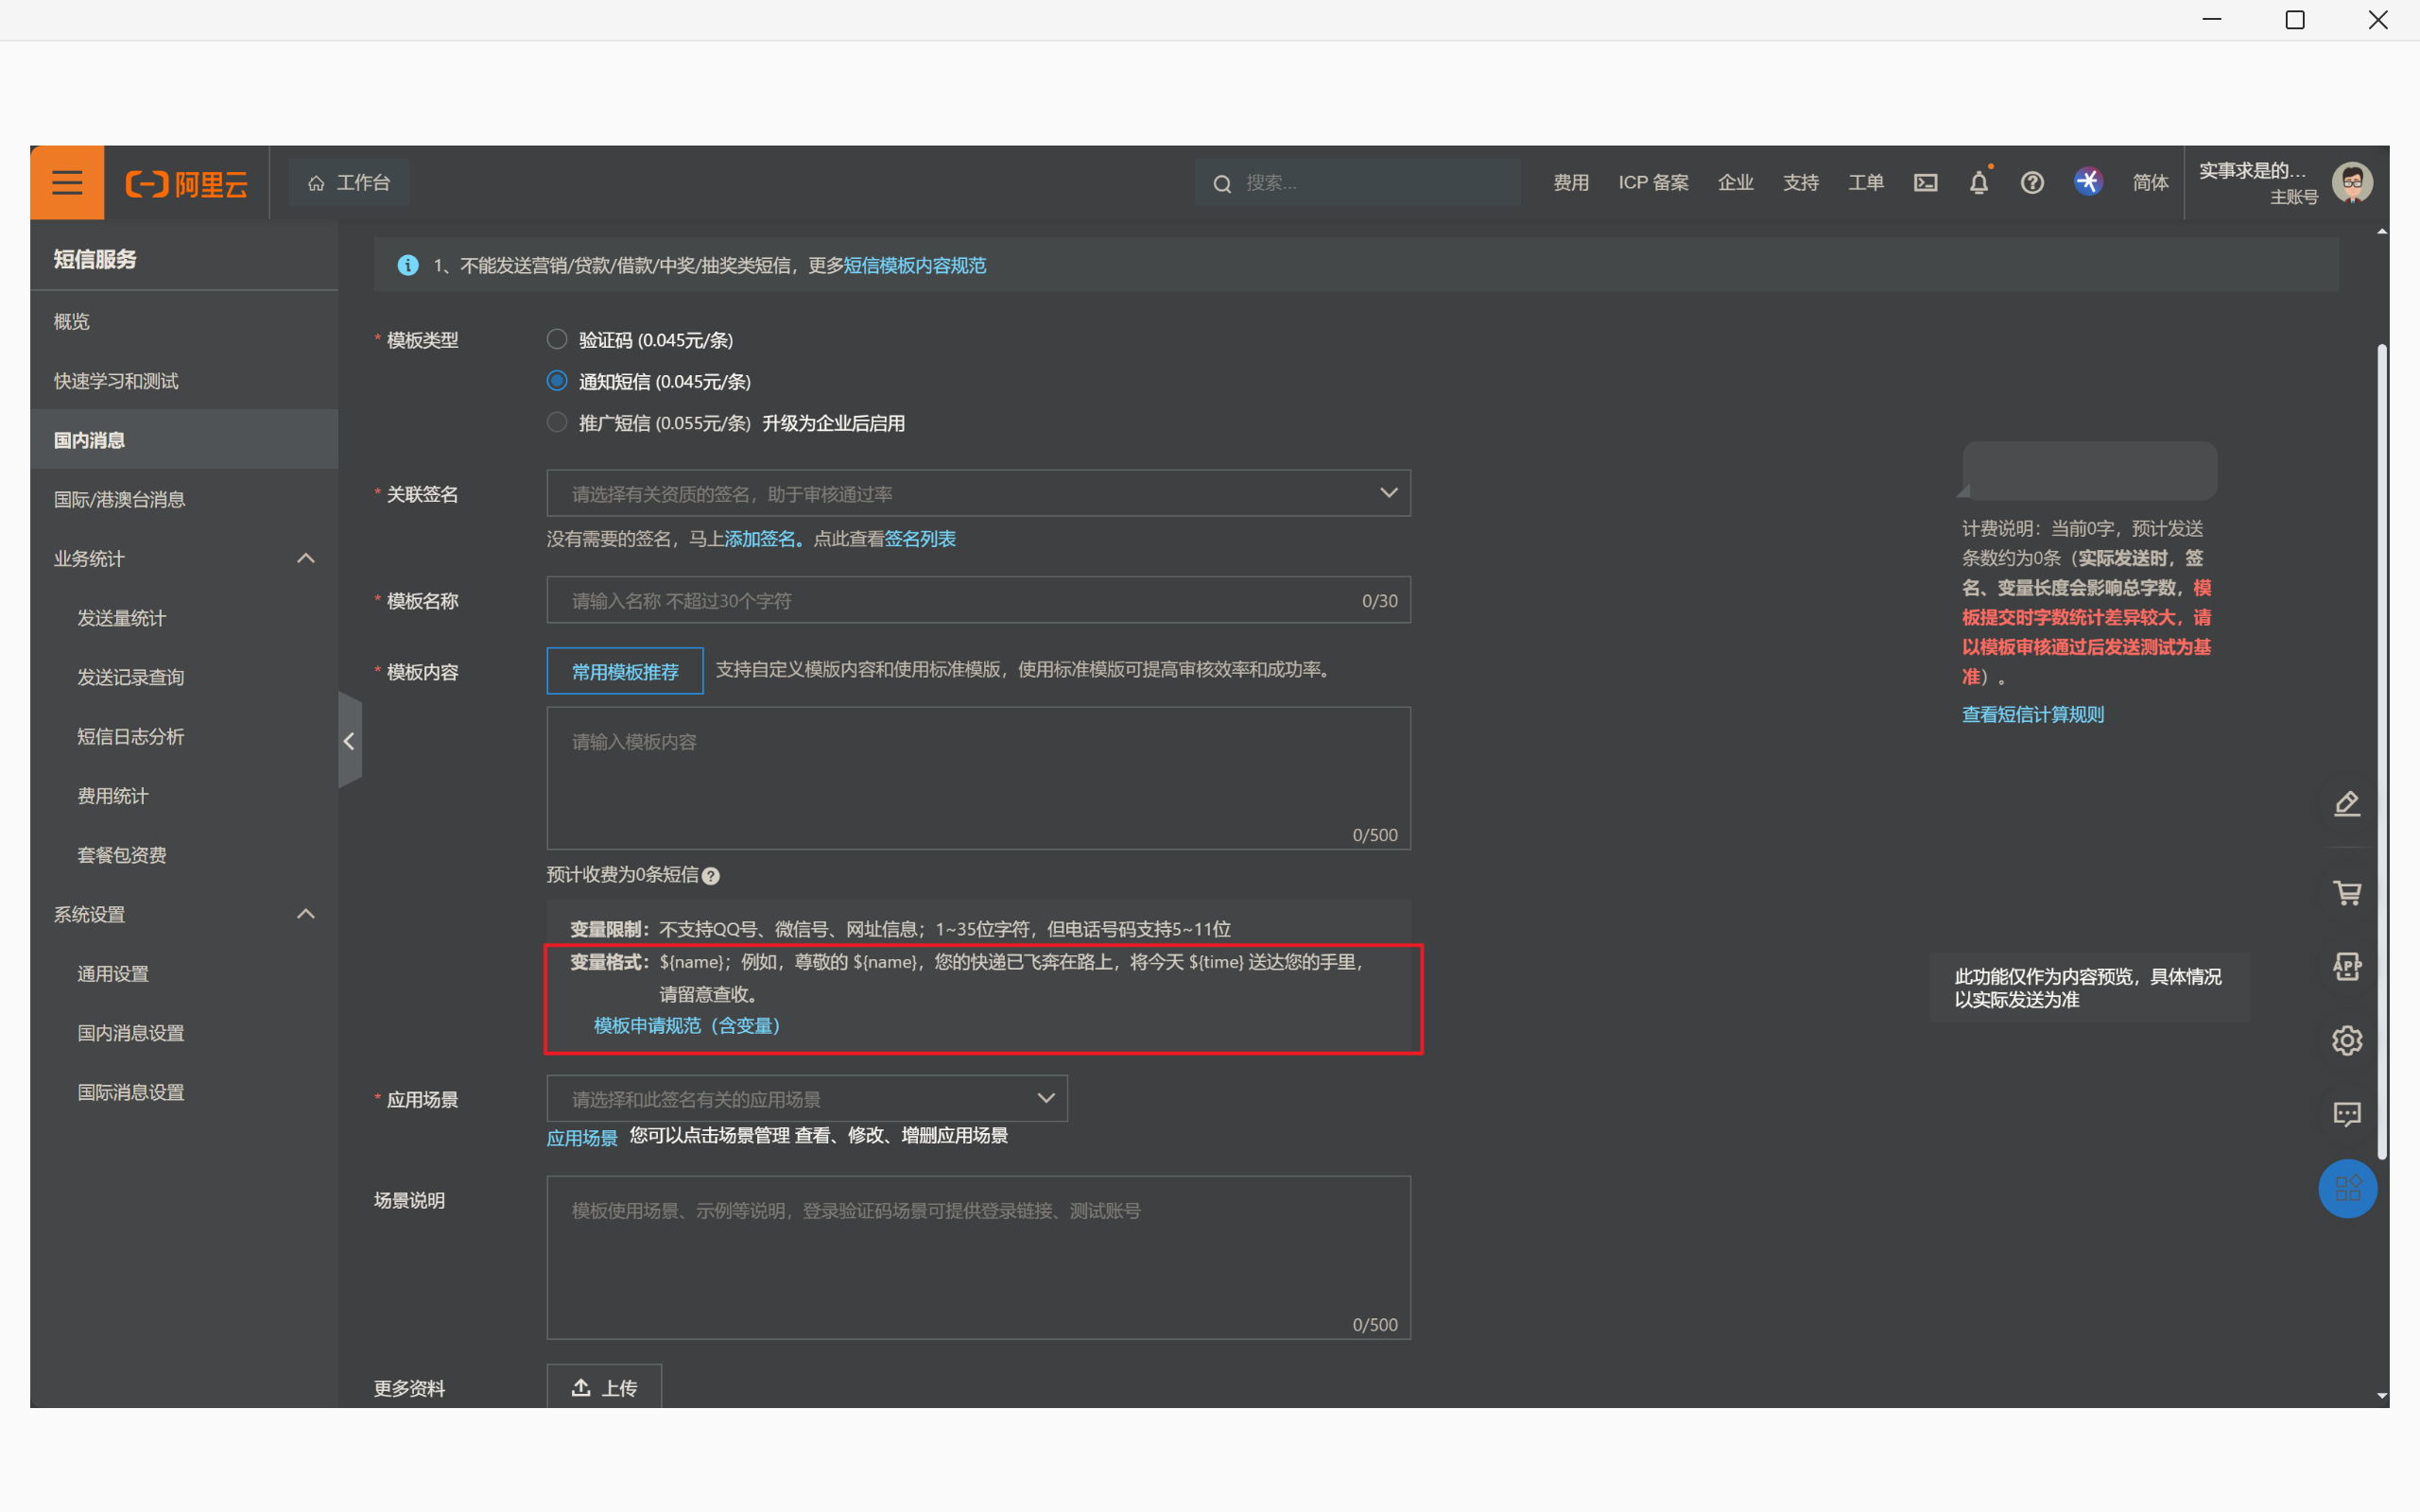 阿里云
工作台
搜索...
费用
ICP 备案
企业
支持
工单
简体
实事求是的...
主账号
短信服务
概览
快速学习和测试
国内消息
国际/港澳台消息
业务统计
发送量统计
发送记录查询
短信日志分析
费用统计
套餐包资费
系统设置
通用设置
国内消息设置
国际消息设置
1、不能发送营销/贷款/借款/中奖/抽奖类短信，更多短信模板内容规范
* 模板类型
验证码 (0.045元/条)
通知短信 (0.045元/条)
推广短信 (0.055元/条) 升级为企业后启用
* 关联签名
请选择有关资质的签名，助于审核通过率
没有需要的签名，马上添加签名。点此查看签名列表
* 模板名称
请输入名称 不超过30个字符
0/30
* 模板内容
常用模板推荐
支持自定义模版内容和使用标准模版，使用标准模版可提高审核效率和成功率。
请输入模板内容
0/500
预计收费为0条短信
变量限制：不支持QQ号、微信号、网址信息；1~35位字符，但电话号码支持5~11位
变量格式：${name}；例如，尊敬的 ${name}，您的快递已飞奔在路上，将今天 ${time} 送达您的手里，
请留意查收。
模板申请规范（含变量）
* 应用场景
请选择和此签名有关的应用场景
应用场景 您可以点击场景管理 查看、修改、增删应用场景
场景说明
模板使用场景、示例等说明，登录验证码场景可提供登录链接、测试账号
0/500
更多资料
上传
计费说明：当前0字，预计发送
条数约为0条（实际发送时，签
名、变量长度会影响总字数，模
板提交时字数统计差异较大，请
以模板审核通过后发送测试为基
准）。
查看短信计算规则
此功能仅作为内容预览，具体情况
以实际发送为准
APP